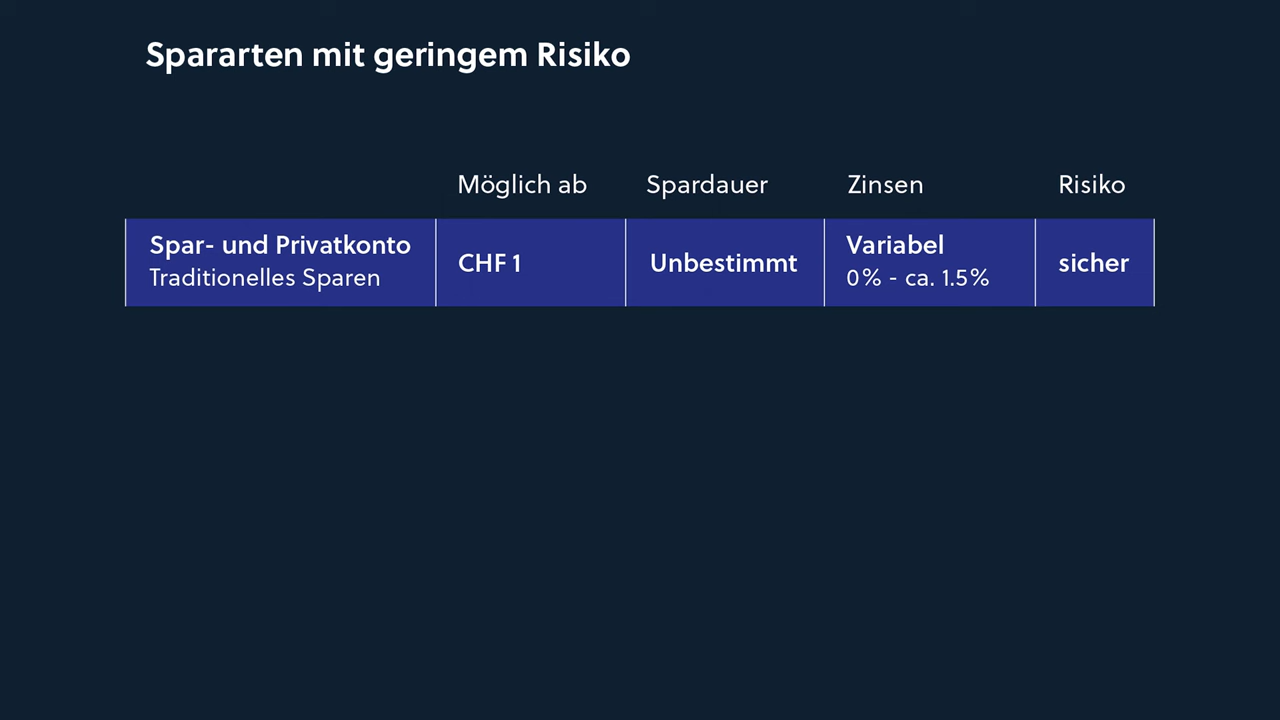 Spararten mit geringem Risiko
Möglich ab Spardauer Zinsen Risiko
Spar- und Privatkonto
Traditionelles Sparen
CHF 1
Unbestimmt
Variabel
0% - ca. 1.5%
sicher